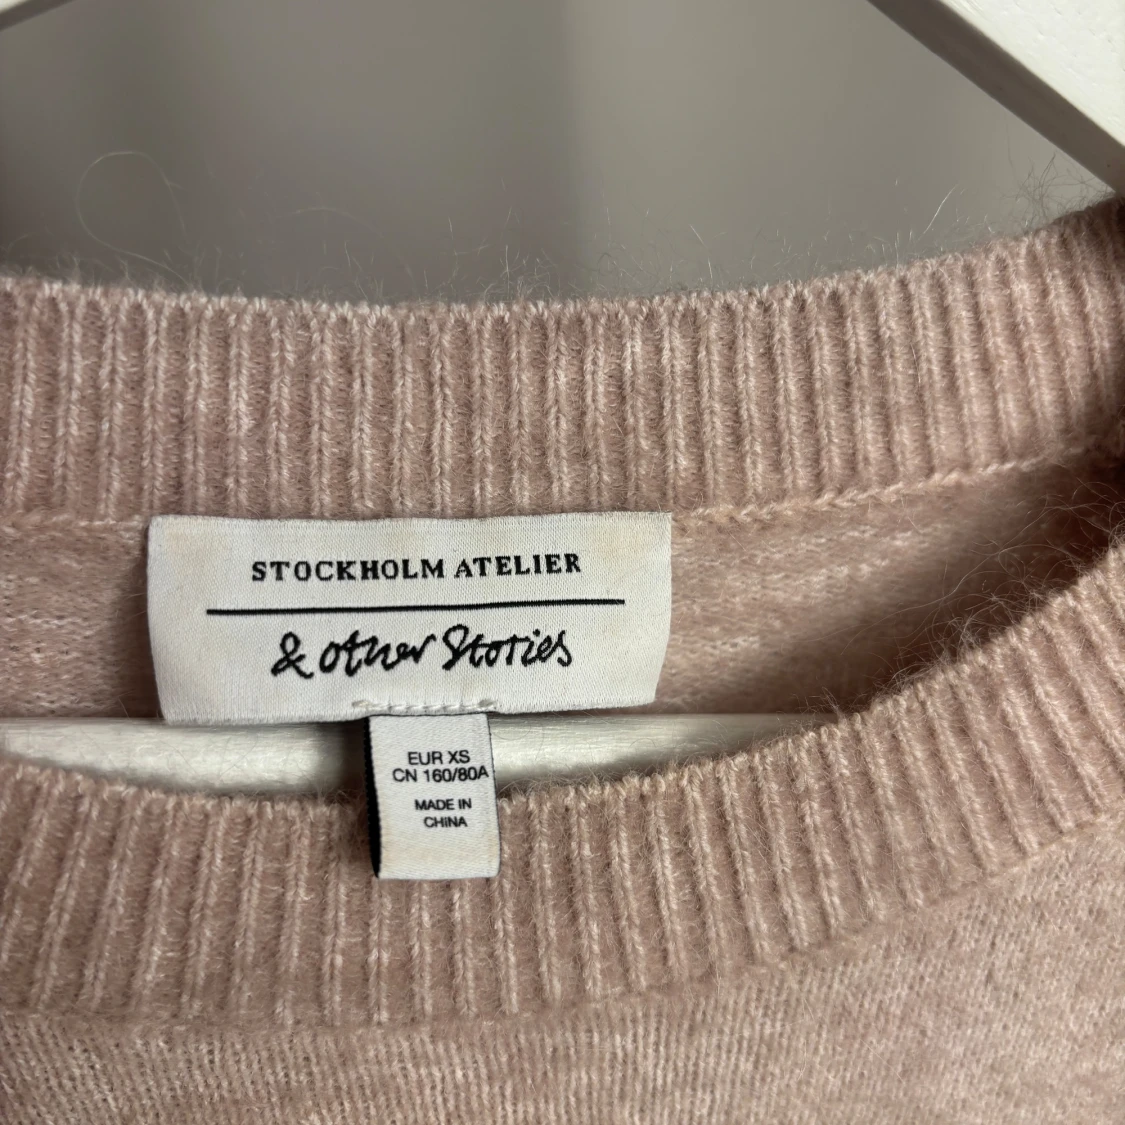 STOCKHOLM ATELIER
& other Stories
EUR XS
CN 160/80A
MADE IN
CHINA